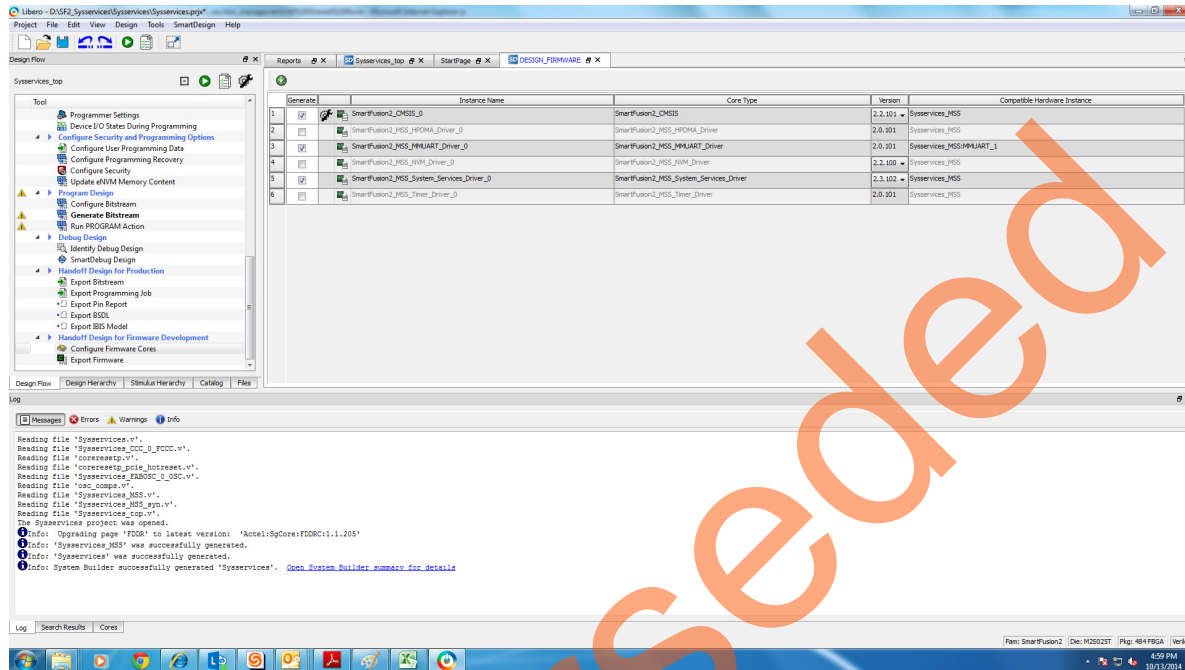 Libero - D:\SF2_Sysservices\Sysservices\Sysservices.prjx*
Project File Edit View Design Tools SmartDesign Help
Design Flow
Reports Sysservices_top StartPage DESIGN_FIRMWARE
Sysservices_top
Tool
Programmer Settings
Device I/O States During Programming
Configure Security and Programming Options
Configure User Programming Data
Configure Programming Recovery
Configure Security
Update eNVM Memory Content
Program Design
Configure Bitstream
Generate Bitstream
Run PROGRAM Action
Debug Design
Identify Debug Design
SmartDebug Design
Handoff Design for Production
Export Bitstream
Export Programming Job
Export Pin Report
Export BSDL
Export IBIS Model
Handoff Design for Firmware Development
Configure Firmware Cores
Export Firmware
Design Flow Design Hierarchy Stimulus Hierarchy Catalog Files
Generate Instance Name Core Type Version Compatible Hardware Instance
1 SmartFusion2_CMSIS_0 SmartFusion2_CMSIS 2.2.101 Sysservices_MSS
2 SmartFusion2_MSS_HPDMA_Driver_0 SmartFusion2_MSS_HPDMA_Driver 2.0.101 Sysservices_MSS
3 SmartFusion2_MSS_MMUART_Driver_0 SmartFusion2_MSS_MMUART_Driver 2.0.101 Sysservices_MSS:MMUART_1
4 SmartFusion2_MSS_NVM_Driver_0 SmartFusion2_MSS_NVM_Driver 2.2.100 Sysservices_MSS
5 SmartFusion2_MSS_System_Services_Driver_0 SmartFusion2_MSS_System_Services_Driver 2.3.102 Sysservices_MSS
6 SmartFusion2_MSS_Timer_Driver_0 SmartFusion2_MSS_Timer_Driver 2.0.101 Sysservices_MSS
Log
Messages Errors Warnings Info
Reading file 'Sysservices.v'.
Reading file 'Sysservices_CCC_0_FCCC.v'.
Reading file 'coreresetp.v'.
Reading file 'coreresetp_pcie_hotreset.v'.
Reading file 'Sysservices_FABOSC_0_OSC.v'.
Reading file 'osc_comps.v'.
Reading file 'Sysservices_MSS.v'.
Reading file 'Sysservices_MSS_syn.v'.
Reading file 'Sysservices_top.v'.
The Sysservices project was opened.
Info: Upgrading page 'FDDR' to latest version: 'Actel:SgCore:FDDRC:1.1.205'
Info: 'Sysservices_MSS' was successfully generated.
Info: 'Sysservices' was successfully generated.
Info: System Builder successfully generated 'Sysservices'. Open System Builder summary for details
Log Search Results Cores
Fam: SmartFusion2 Die: M2S025T Pkg: 484 FBGA Veril
4:59 PM
10/13/2014
seded